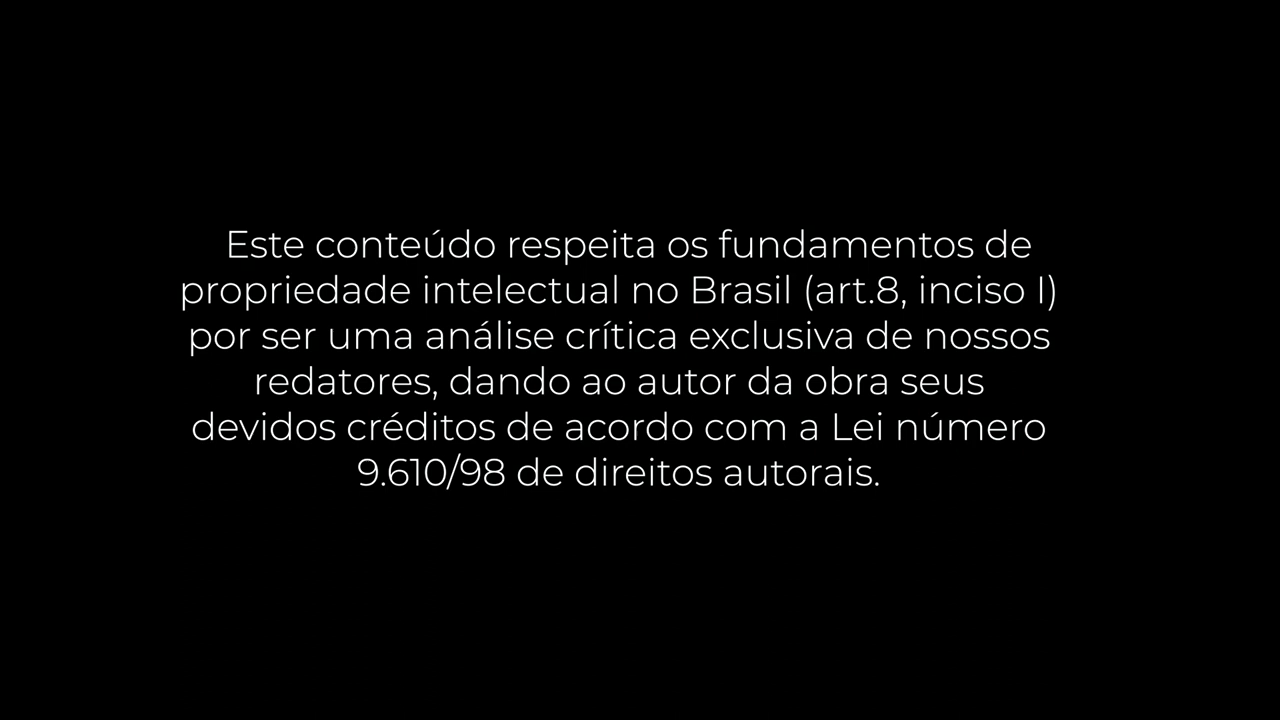 Este conteúdo respeita os fundamentos de
propriedade intelectual no Brasil (art.8, inciso I)
por ser uma análise crítica exclusiva de nossos
redatores, dando ao autor da obra seus
devidos créditos de acordo com a Lei número
9.610/98 de direitos autorais.